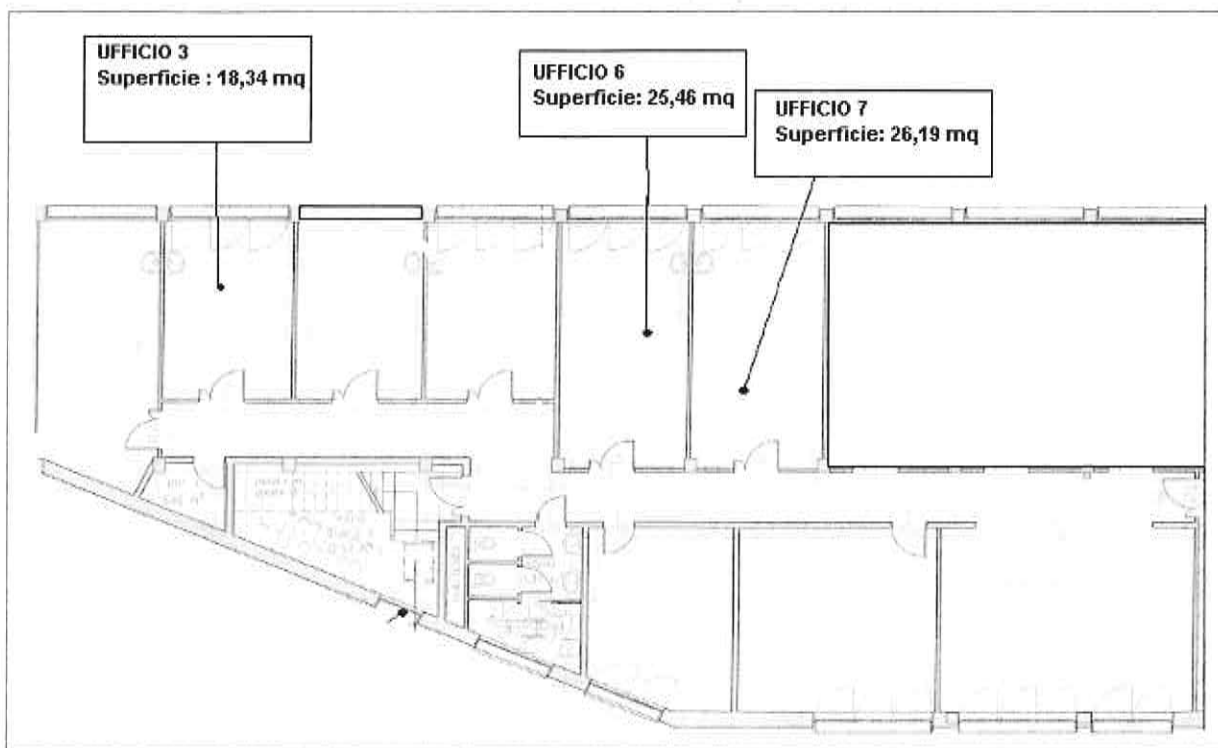 UFFICIO 3
Superficie : 18,34 mq
UFFICIO 6
Superficie: 25,46 mq
UFFICIO 7
Superficie: 26,19 mq